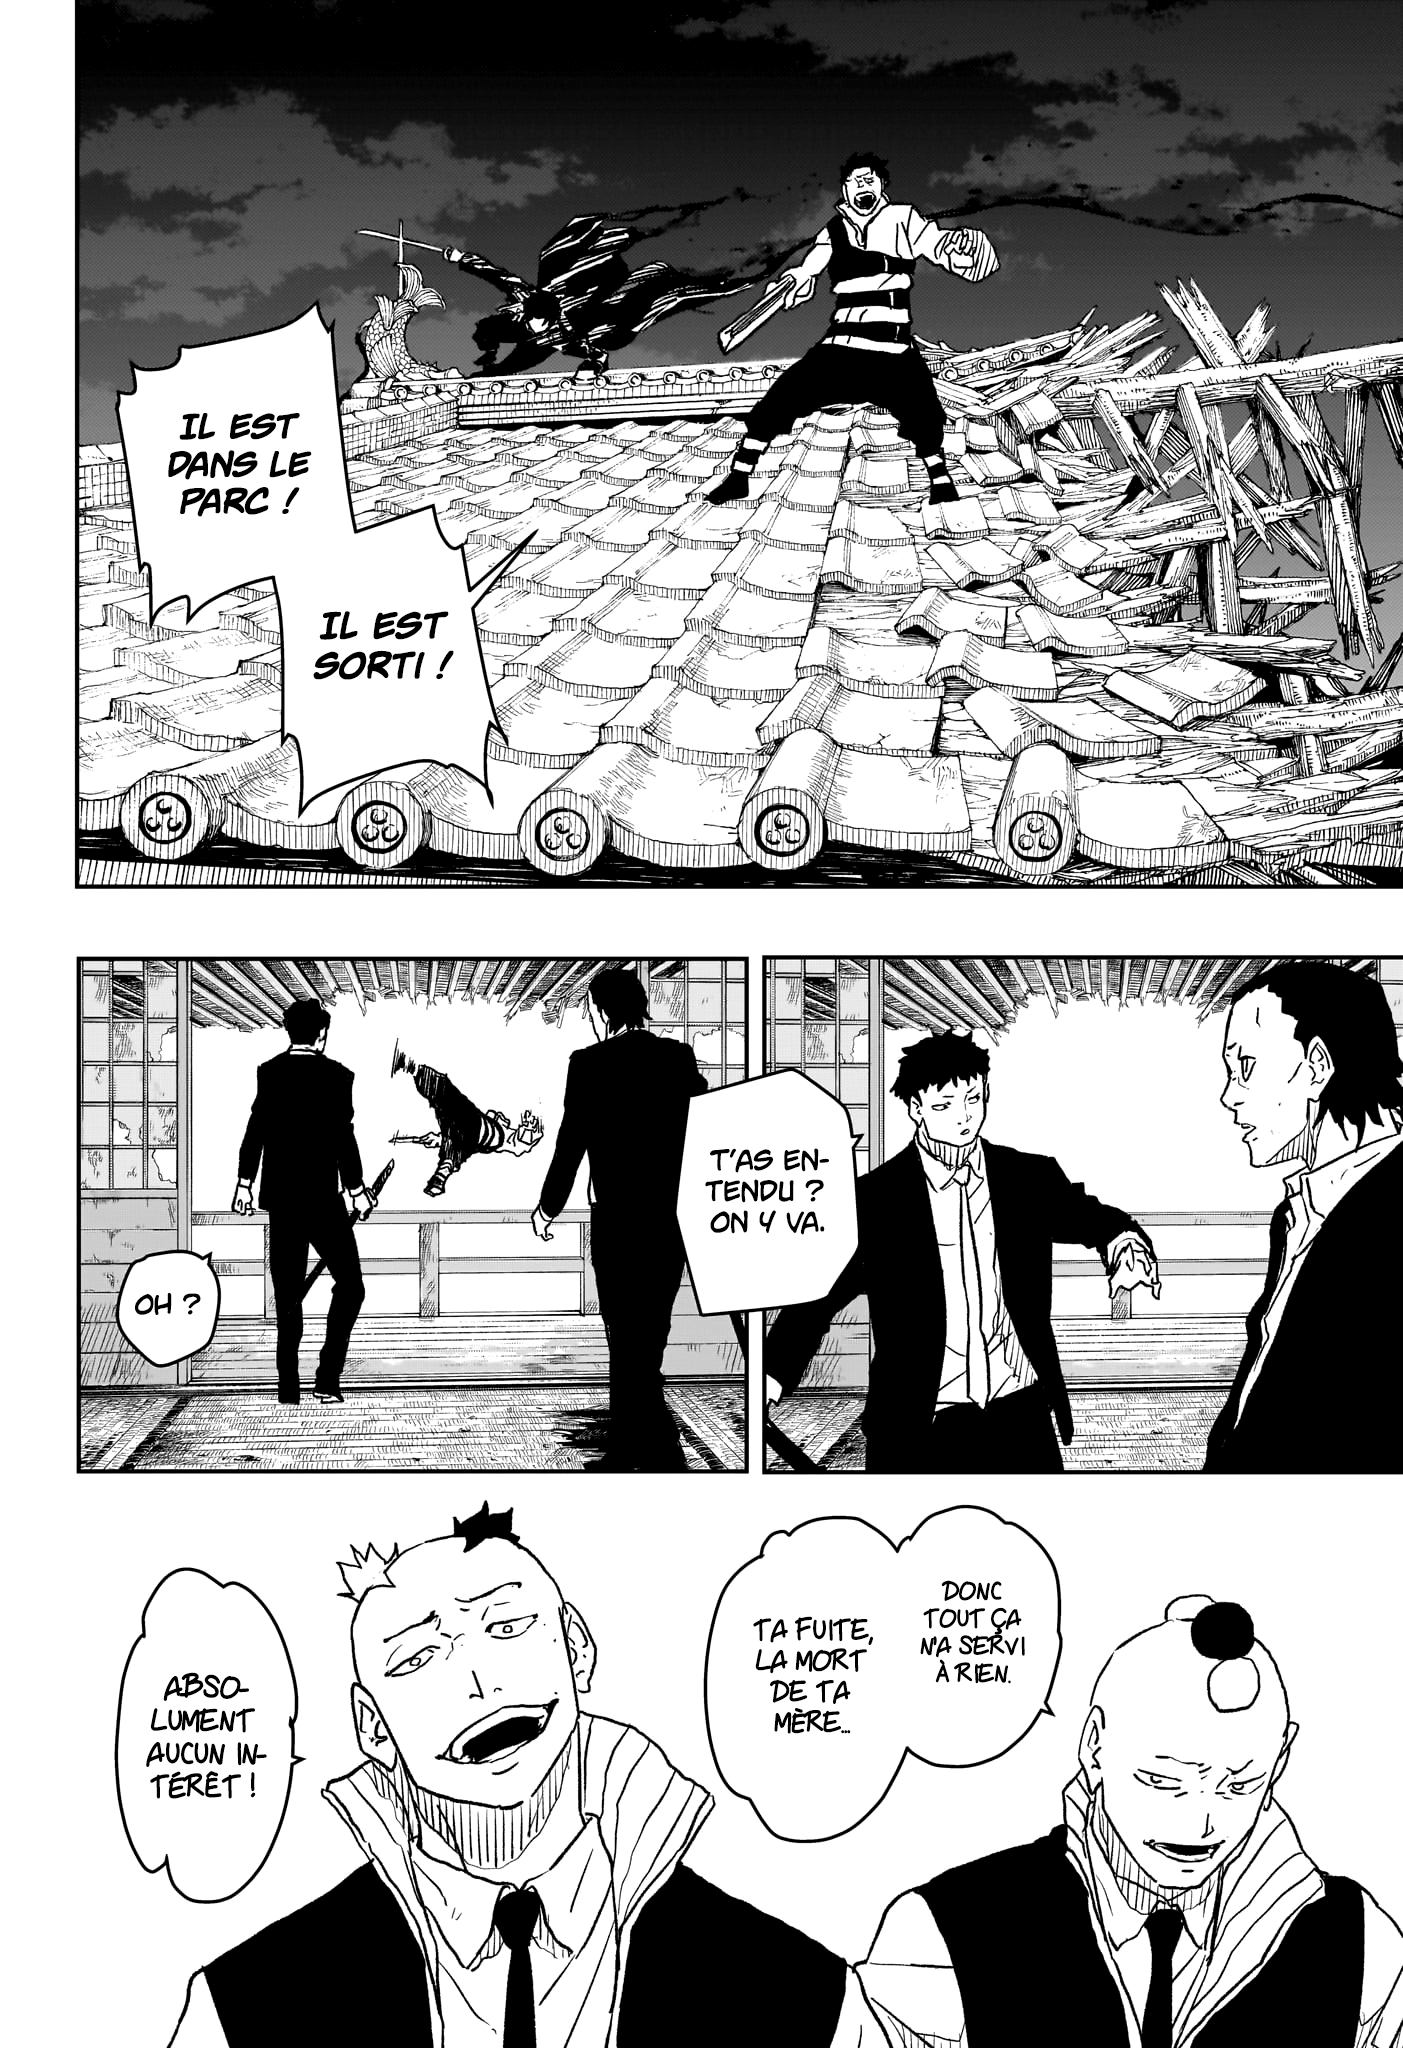 IL EST
DANS LE
PARC !
IL EST
SORTI !
T'AS EN-
TENDU ?
ON Y VA.
OH ?
DONC
TOUT ÇA
N'A SERVI
À RIEN.
TA FUITE,
LA MORT
DE TA
MÈRE...
ABSO-
LUMENT
AUCUN IN-
TÉRÊT !